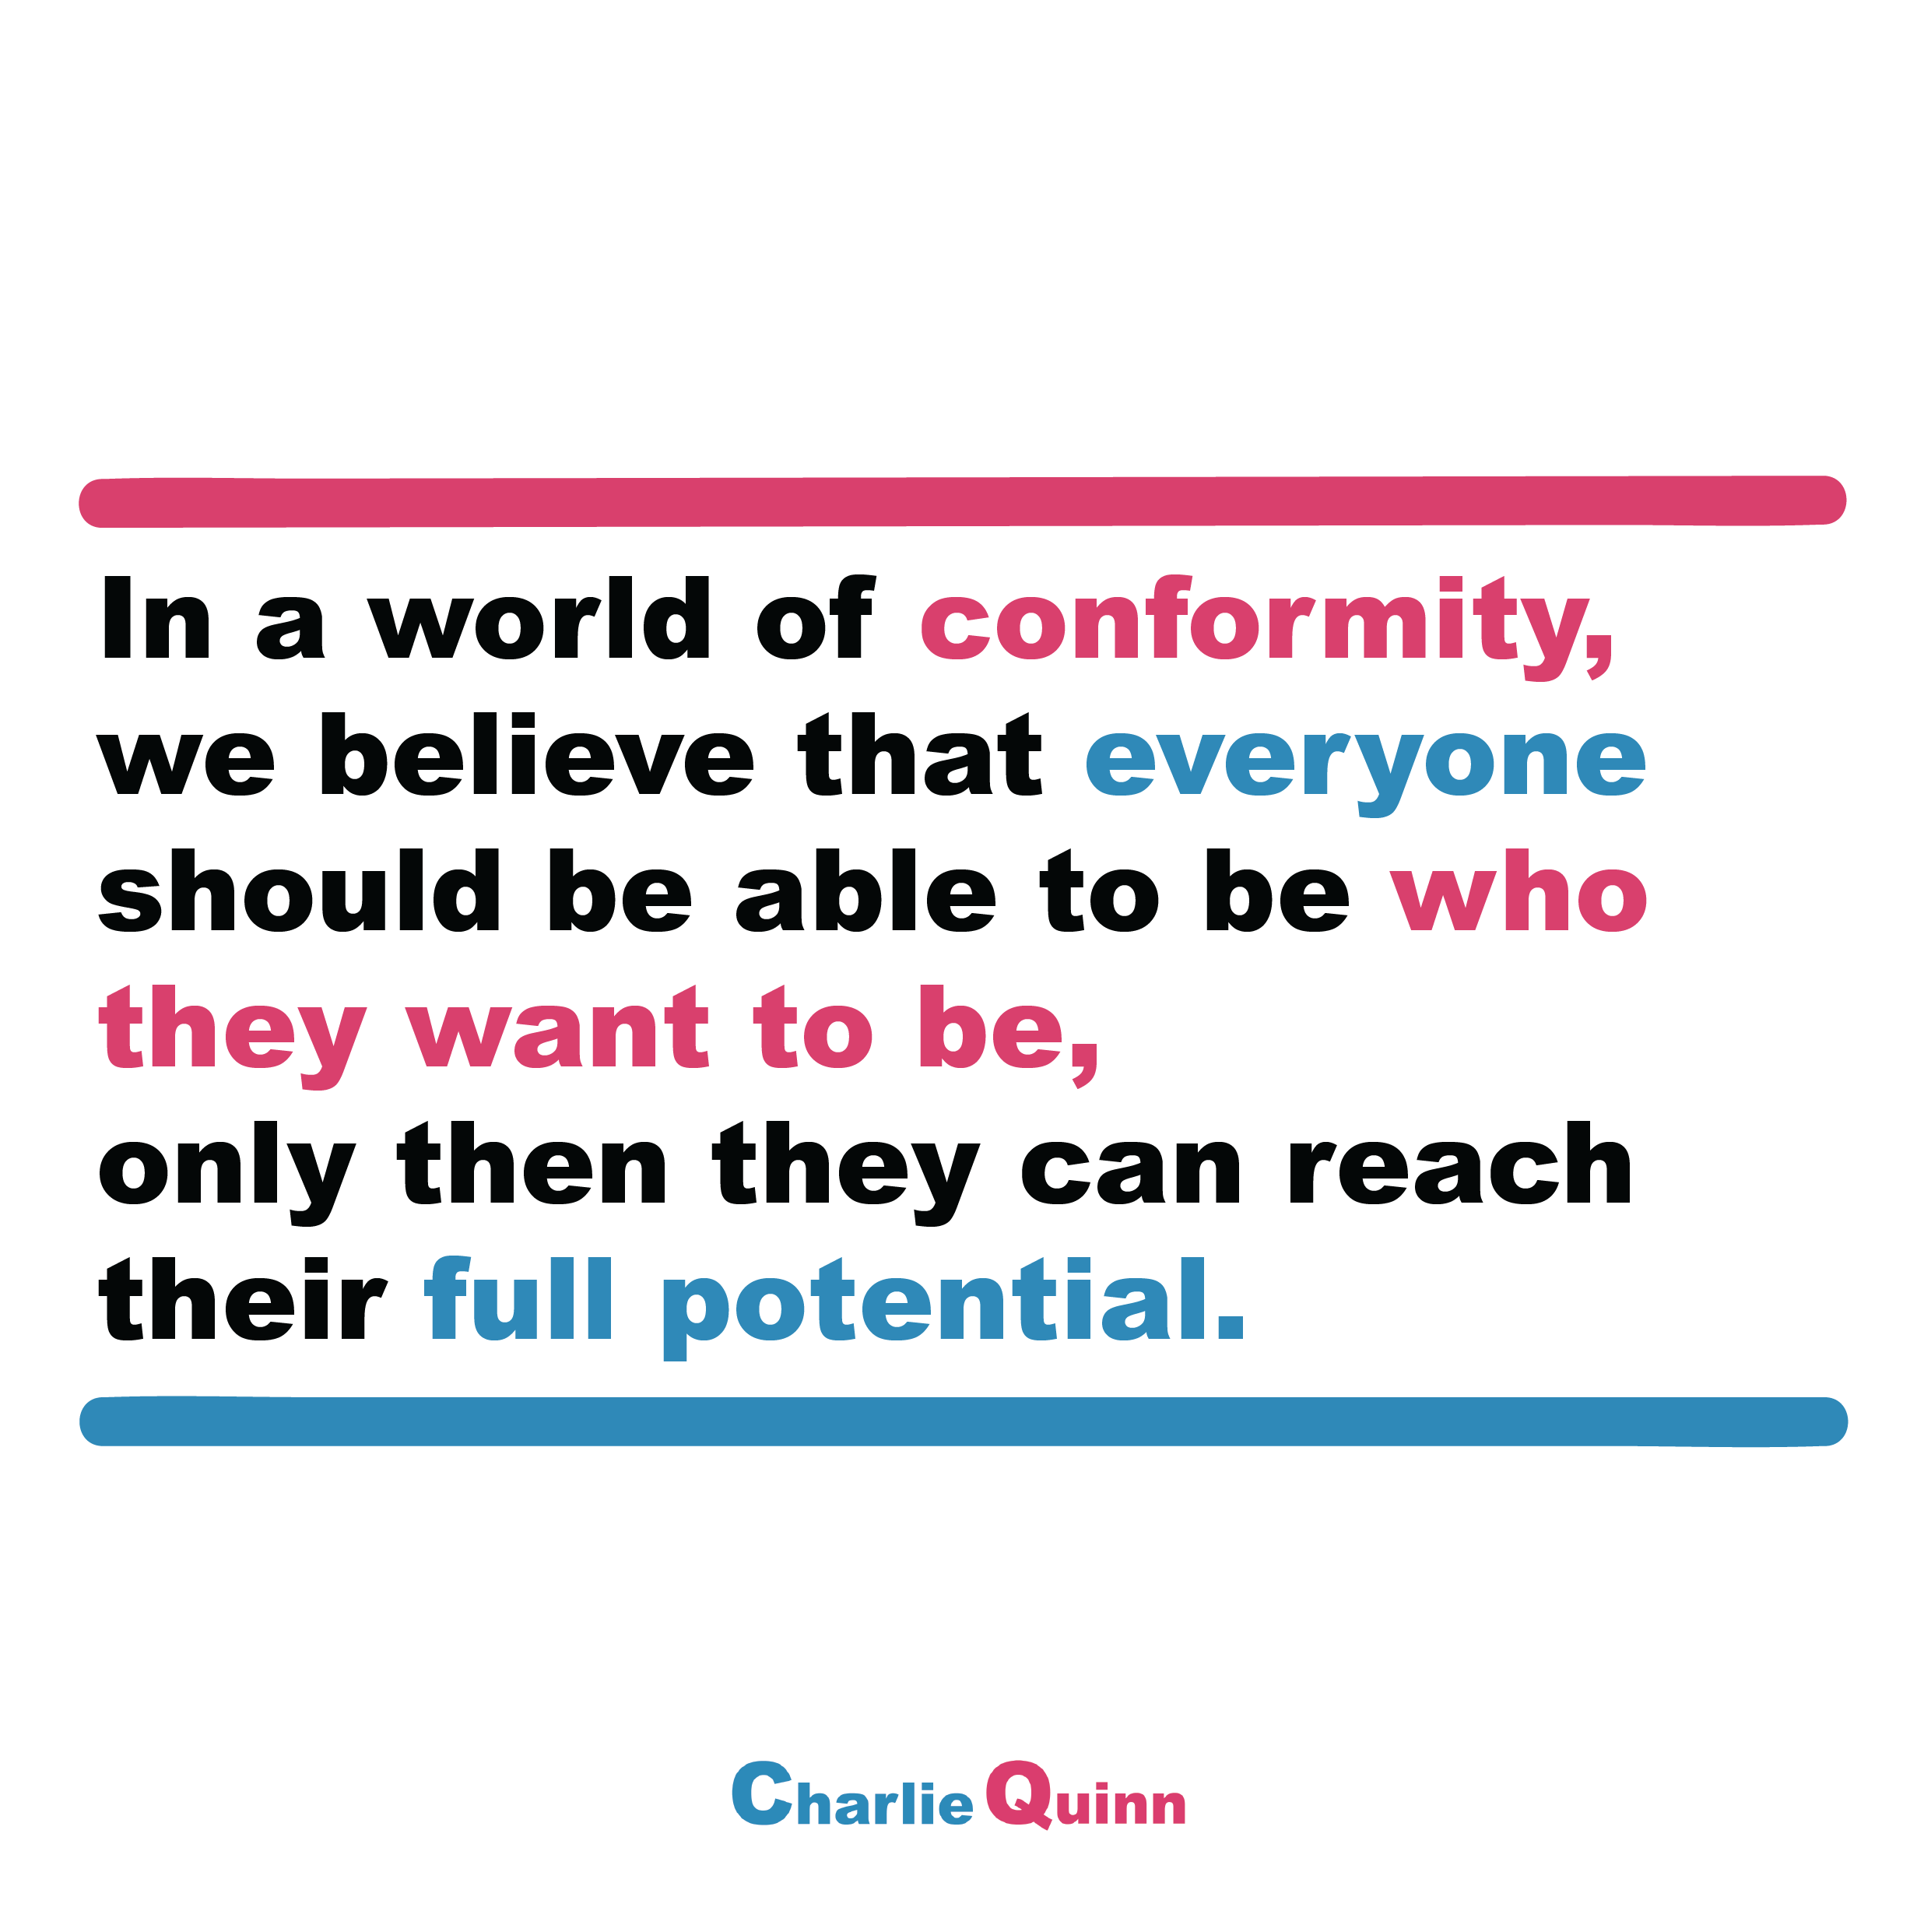 In a world of conformity,
we believe that everyone
should be able to be who
they want to be,
only then they can reach
their full potential.
Charlie Quinn